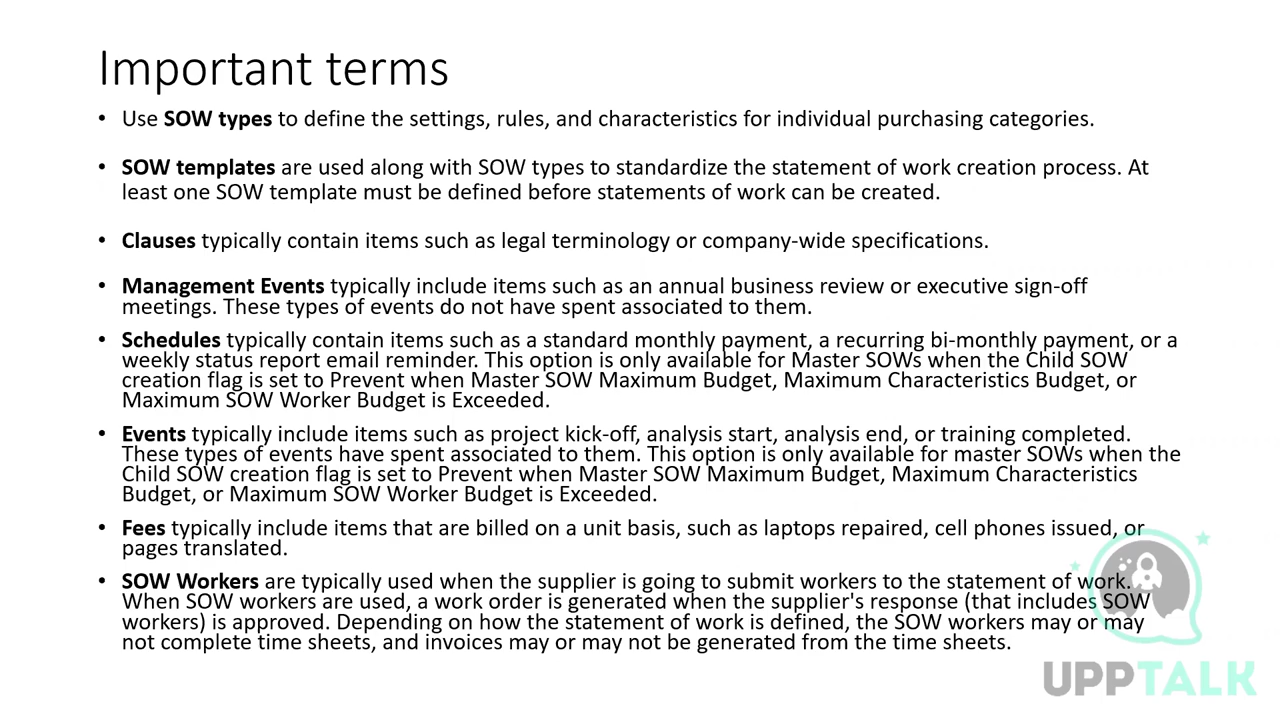 Important terms
• Use SOW types to define the settings, rules, and characteristics for individual purchasing categories.
• SOW templates are used along with SOW types to standardize the statement of work creation process. At
least one SOW template must be defined before statements of work can be created.
• Clauses typically contain items such as legal terminology or company-wide specifications.
• Management Events typically include items such as an annual business review or executive sign-off
meetings. These types of events do not have spent associated to them.
• Schedules typically contain items such as a standard monthly payment, a recurring bi-monthly payment, or a
weekly status report email reminder. This option is only available for Master SOWs when the Child SOW
creation flag is set to Prevent when Master SOW Maximum Budget, Maximum Characteristics Budget, or
Maximum SOW Worker Budget is Exceeded.
• Events typically include items such as project kick-off, analysis start, analysis end, or training completed.
These types of events have spent associated to them. This option is only available for master SOWs when the
Child SOW creation flag is set to Prevent when Master SOW Maximum Budget, Maximum Characteristics
Budget, or Maximum SOW Worker Budget is Exceeded.
• Fees typically include items that are billed on a unit basis, such as laptops repaired, cell phones issued, or
pages translated.
• SOW Workers are typically used when the supplier is going to submit workers to the statement of work.
When SOW workers are used, a work order is generated when the supplier's response (that includes SOW
workers) is approved. Depending on how the statement of work is defined, the SOW workers may or may
not complete time sheets, and invoices may or may not be generated from the time sheets.
UPPTALK